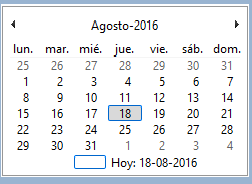 Agosto-2016
lun. mar. mié. jue. vie. sáb. dom.
25 26 27 28 29 30 31
1 2 3 4 5 6 7
8 9 10 11 12 13 14
15 16 17 18 19 20 21
22 23 24 25 26 27 28
29 30 31 1 2 3 4
Hoy: 18-08-2016